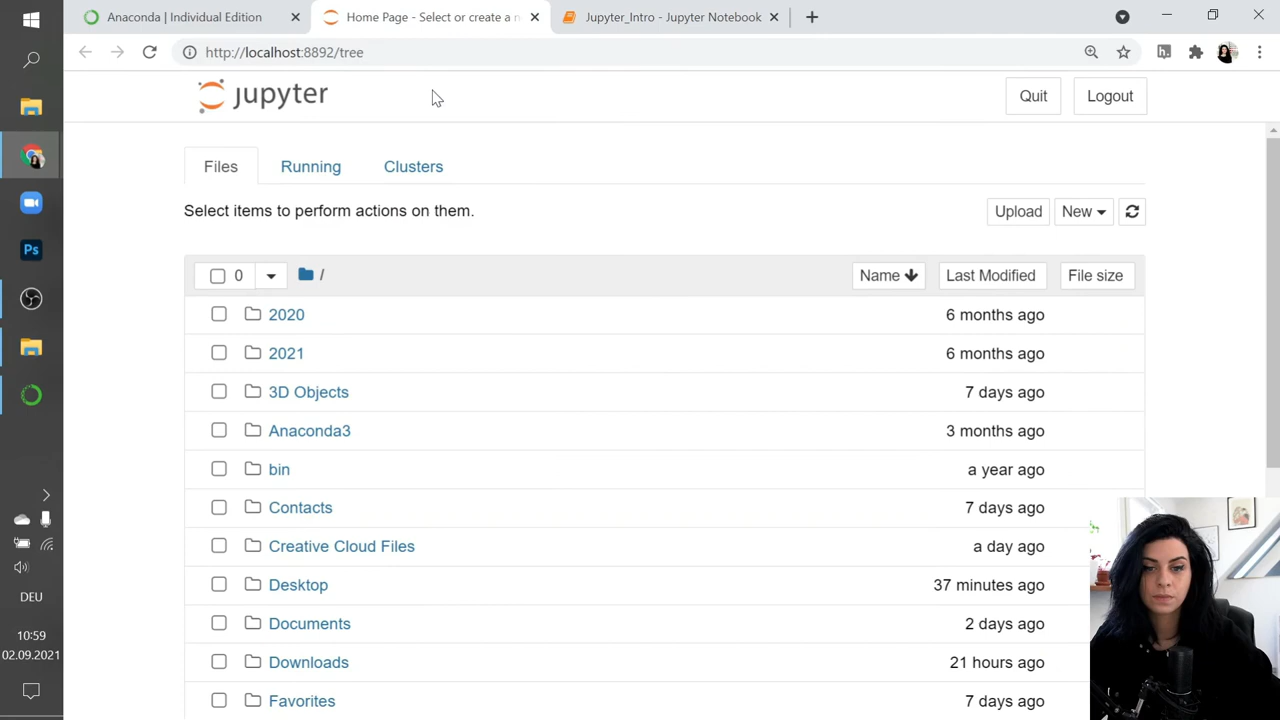 Anaconda | Individual Edition
Home Page - Select or create a n
Jupyter_Intro - Jupyter Notebook
http://localhost:8892/tree
jupyter
Quit
Logout
Files
Running
Clusters
Select items to perform actions on them.
Upload
New
0
/
Name
Last Modified
File size
2020
6 months ago
2021
6 months ago
3D Objects
7 days ago
Anaconda3
3 months ago
bin
a year ago
Contacts
7 days ago
Creative Cloud Files
a day ago
Desktop
37 minutes ago
Documents
2 days ago
Downloads
21 hours ago
Favorites
7 days ago
Ps
DEU
10:59
02.09.2021